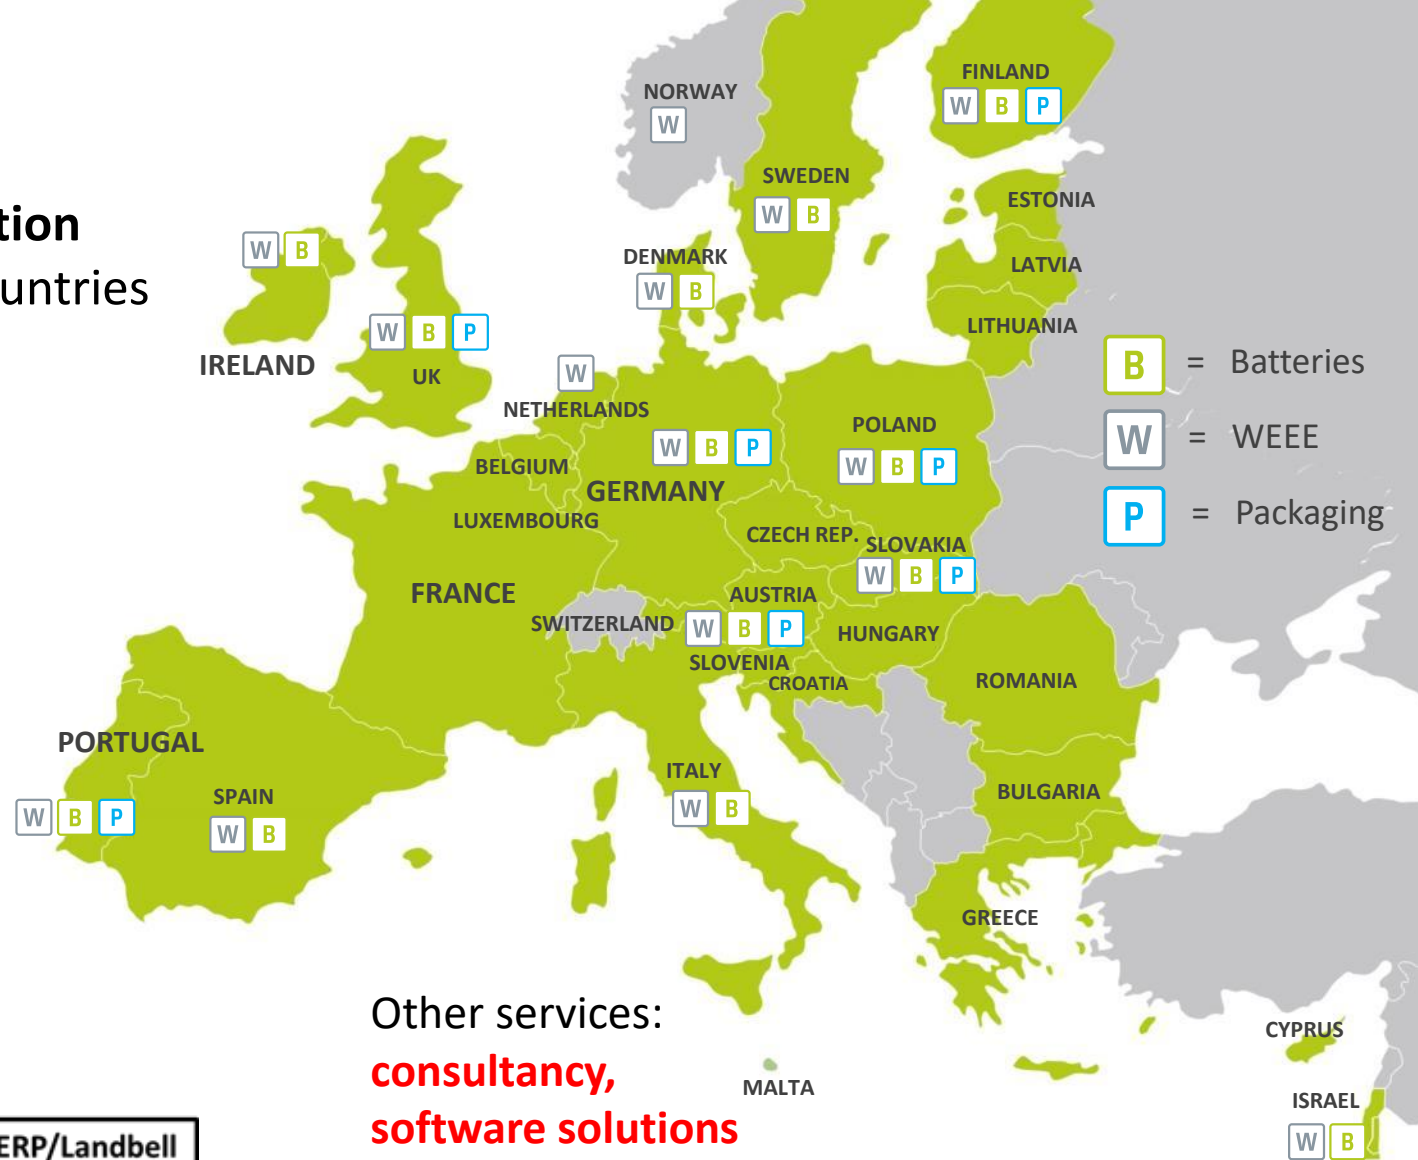 FINLAND
W B P
NORWAY
W
SWEDEN
W B
ESTONIA
tion
untries
W B
IRELAND
DENMARK
W B
LATVIA
LITHUANIA
W B P
UK
W
NETHERLANDS
B = Batteries
W = WEEE
P = Packaging
BELGIUM
W B P
GERMANY
POLAND
W B P
LUXEMBOURG
CZECH REP.
SLOVAKIA
W B P
FRANCE
AUSTRIA
SWITZERLAND
W B P
HUNGARY
SLOVENIA
CROATIA
ROMANIA
PORTUGAL
W B P
SPAIN
W B
ITALY
W B
BULGARIA
GREECE
Other services:
consultancy,
software solutions
MALTA
CYPRUS
ISRAEL
W B
ERP/Landbell